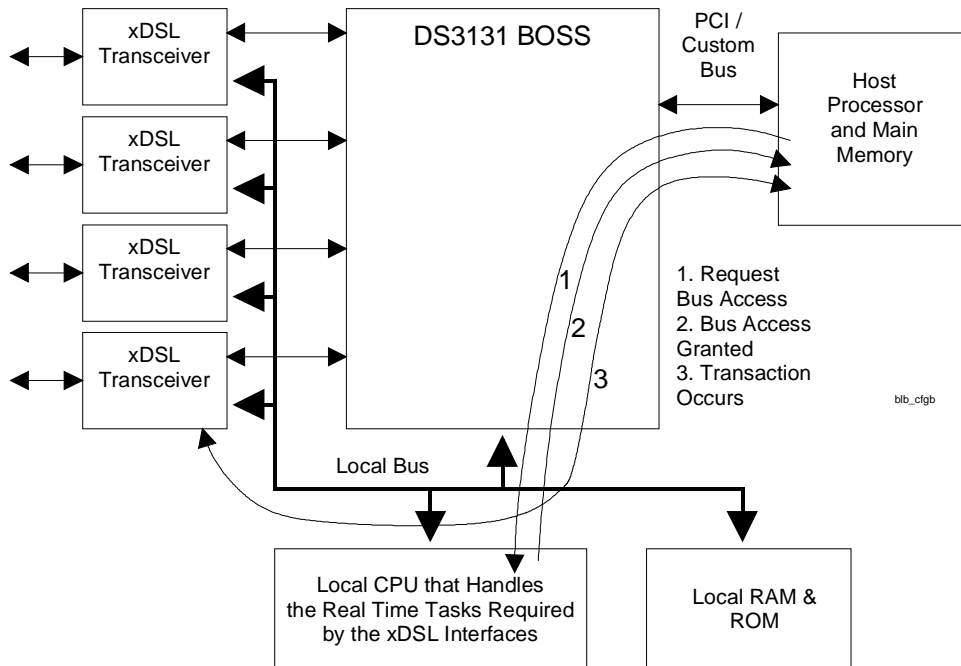 xDSL
Transceiver
DS3131 BOSS
PCI /
Custom
Bus
Host
Processor
and Main
Memory
xDSL
Transceiver
xDSL
Transceiver
xDSL
Transceiver
1
2
3
1. Request
Bus Access
2. Bus Access
Granted
3. Transaction
Occurs
blb_cfgb
Local Bus
Local CPU that Handles
the Real Time Tasks Required
by the xDSL Interfaces
Local RAM &
ROM